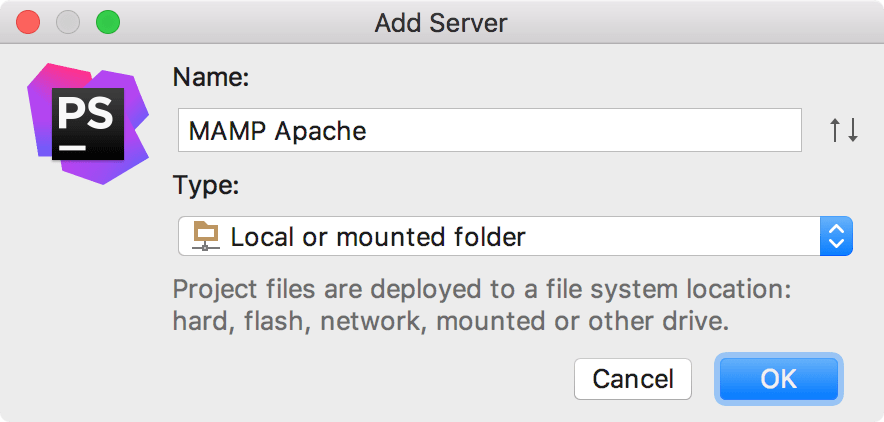 Add Server
PS
Name:
MAMP Apache
Type:
Local or mounted folder
Project files are deployed to a file system location:
hard, flash, network, mounted or other drive.
Cancel
OK